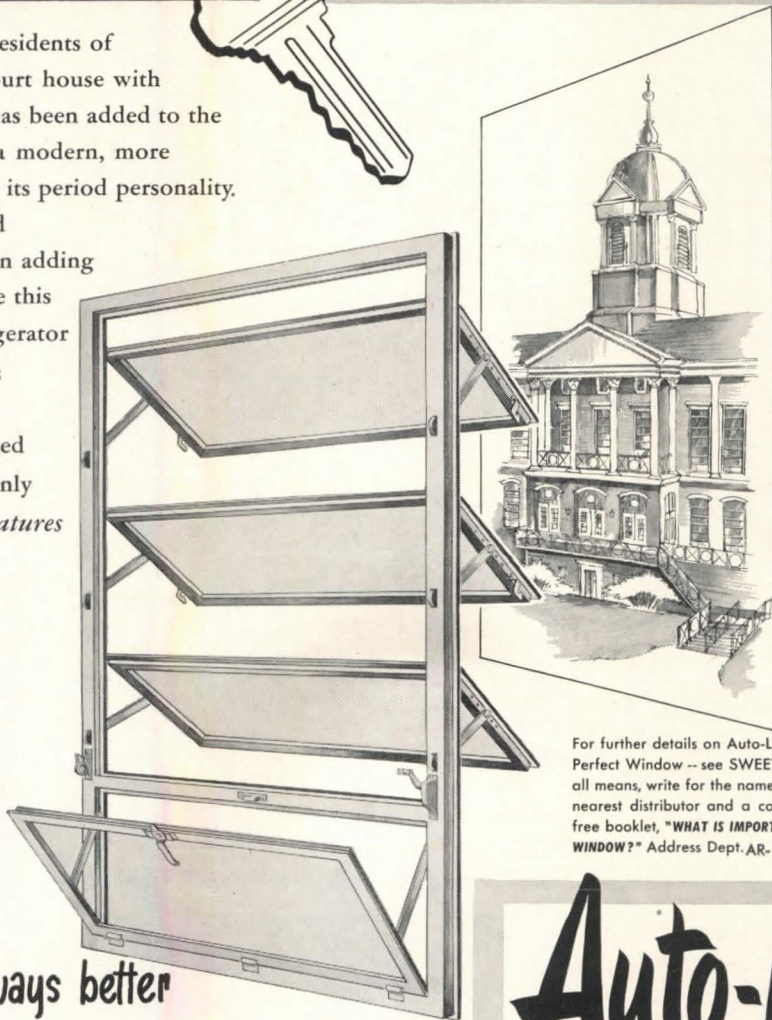 esidents of
urt house with
as been added to the
a modern, more
its period personality.
n adding
e this
gerator
ed
nly
atures
For further details on Auto-L
Perfect Window -- see SWEE
all means, write for the name
nearest distributor and a co
free booklet, "WHAT IS IMPORT
WINDOW?" Address Dept. AR-
ways better
Auto-